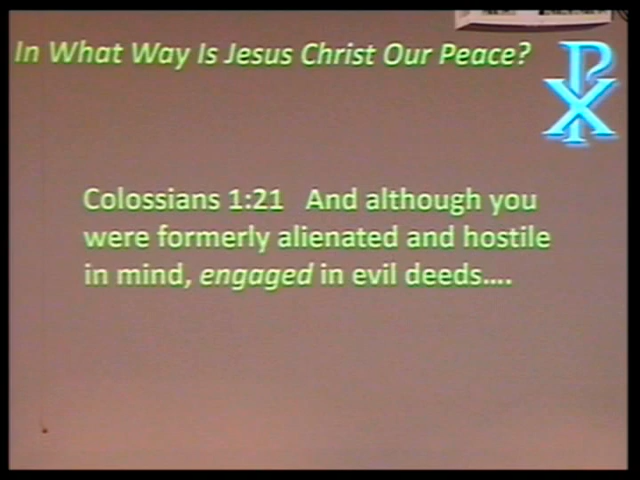 In What Way Is Jesus Christ Our Peace?
Colossians 1:21 And although you
were formerly alienated and hostile
in mind, engaged in evil deeds....